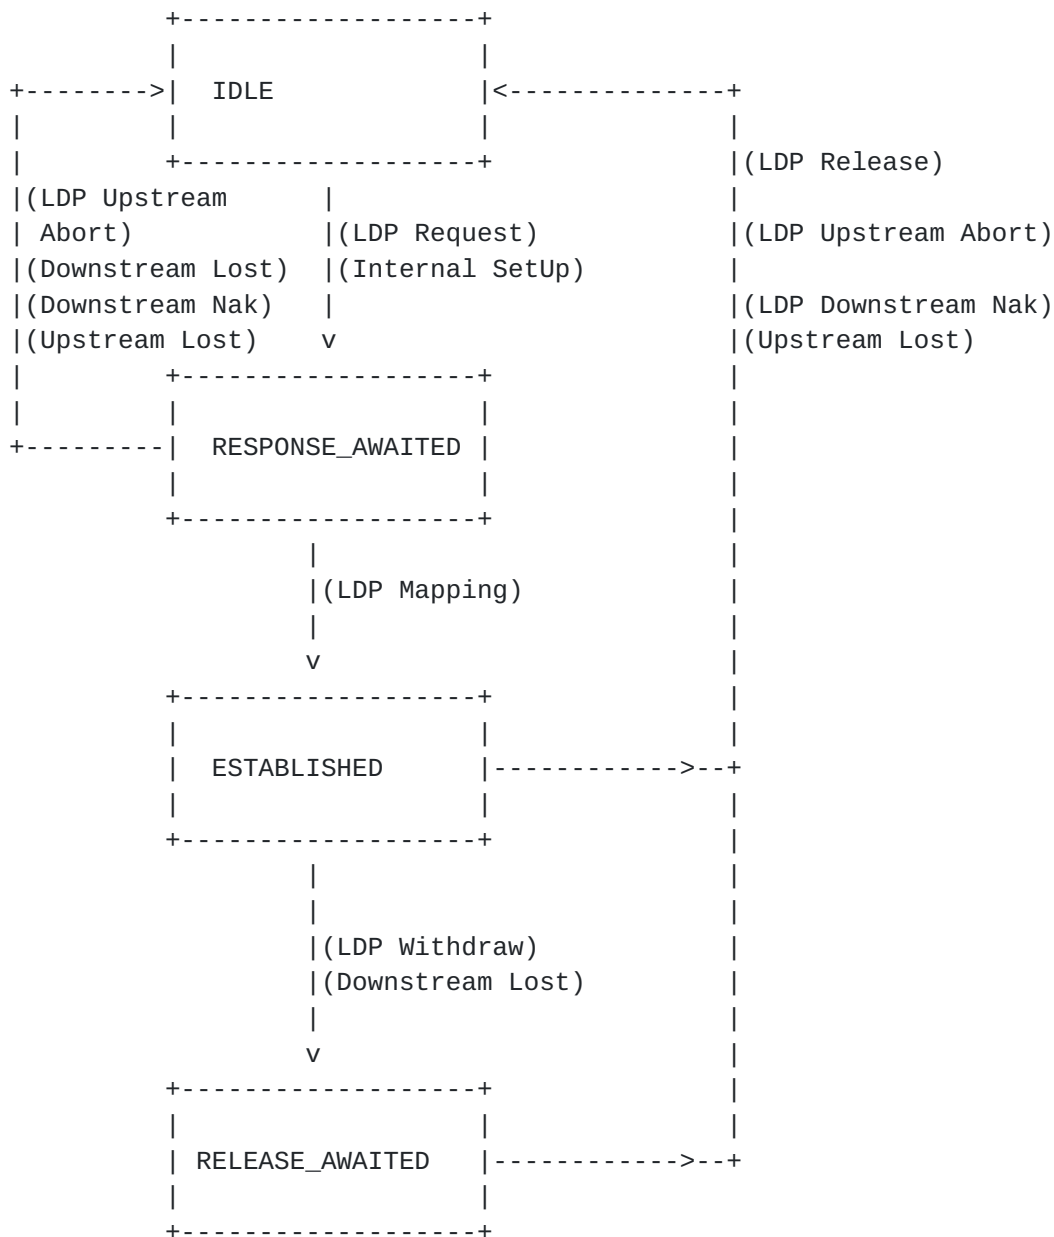 IDLE
(LDP Release)
(LDP Upstream
Abort) (LDP Request) (LDP Upstream Abort)
(Downstream Lost) (Internal SetUp)
(Downstream Nak) (LDP Downstream Nak)
(Upstream Lost) (Upstream Lost)
RESPONSE_AWAITED
(LDP Mapping)
ESTABLISHED
(LDP Withdraw)
(Downstream Lost)
RELEASE_AWAITED